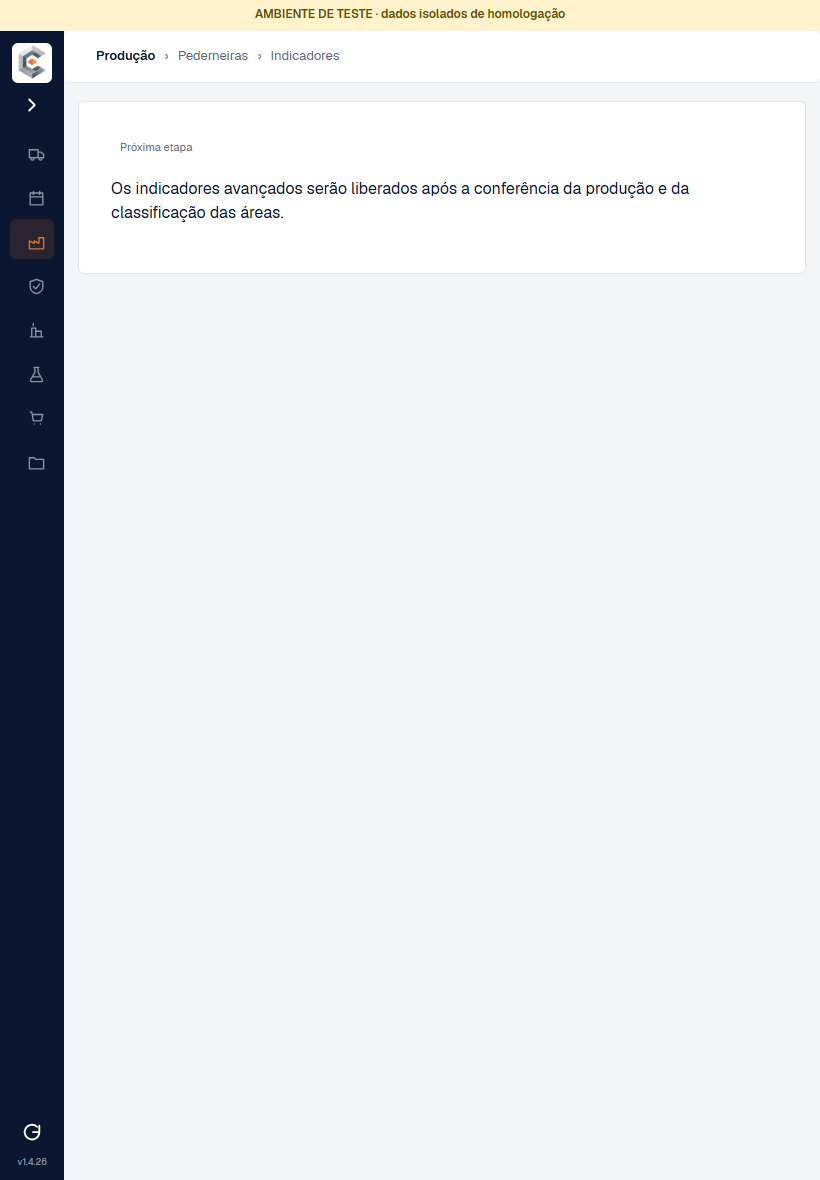 AMBIENTE DE TESTE · dados isolados de homologação
Produção › Pederneiras › Indicadores
Próxima etapa
Os indicadores avançados serão liberados após a conferência da produção e da
classificação das áreas.
v1.4.26